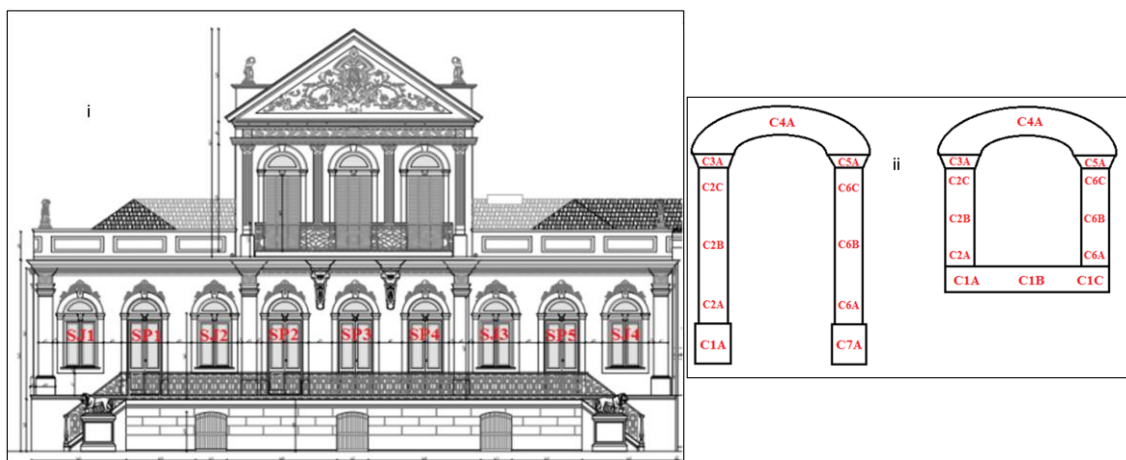 i
SJ1 SP1 SJ2 SP2 SP3 SP4 SJ3 SP5 SJ4
ii
C4A
C3A C5A
C2C C6C
C2B C6B
C2A C6A
C1A C7A
C4A
C3A C5A
C2C C6C
C2B C6B
C2A C6A
C1A C1B C1C